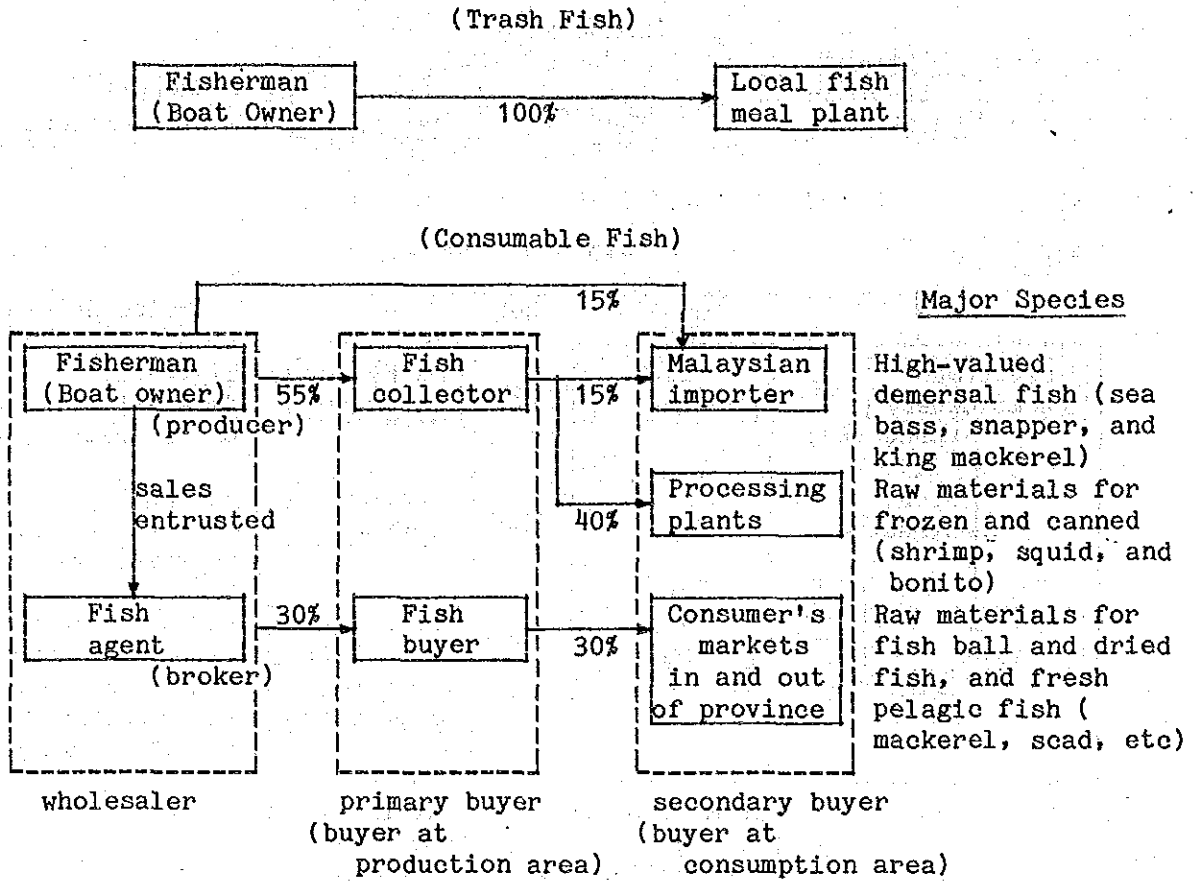 (Trash Fish)
Fisherman
(Boat Owner)
100%
Local fish
meal plant
(Consumable Fish)
15%
Major Species
Fisherman
(Boat owner)
(producer)
55%
Fish
collector
15%
Malaysian
importer
High-valued
demersal fish (sea
bass, snapper, and
king mackerel)
sales
entrusted
40%
Processing
plants
Raw materials for
frozen and canned
(shrimp, squid, and
bonito)
Fish
agent
(broker)
30%
Fish
buyer
30%
Consumer's
markets
in and out
of province
Raw materials for
fish ball and dried
fish, and fresh
pelagic fish (
mackerel, scad, etc)
wholesaler
primary buyer
(buyer at
production area)
secondary buyer
(buyer at
consumption area)